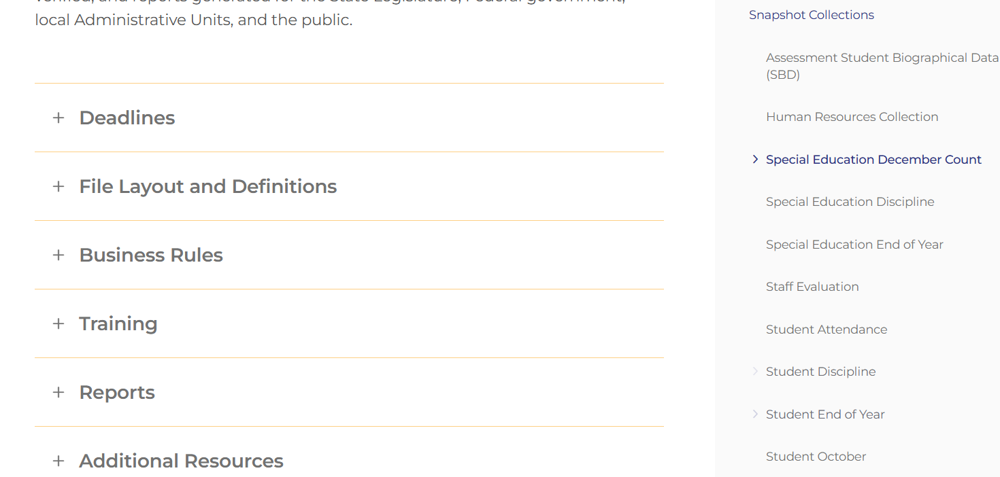 verified, and reports generated for the State Legislature, Federal government,
local Administrative Units, and the public.
Deadlines
File Layout and Definitions
Business Rules
Training
Reports
Additional Resources
Snapshot Collections
Assessment Student Biographical Data
(SBD)
Human Resources Collection
Special Education December Count
Special Education Discipline
Special Education End of Year
Staff Evaluation
Student Attendance
Student Discipline
Student End of Year
Student October